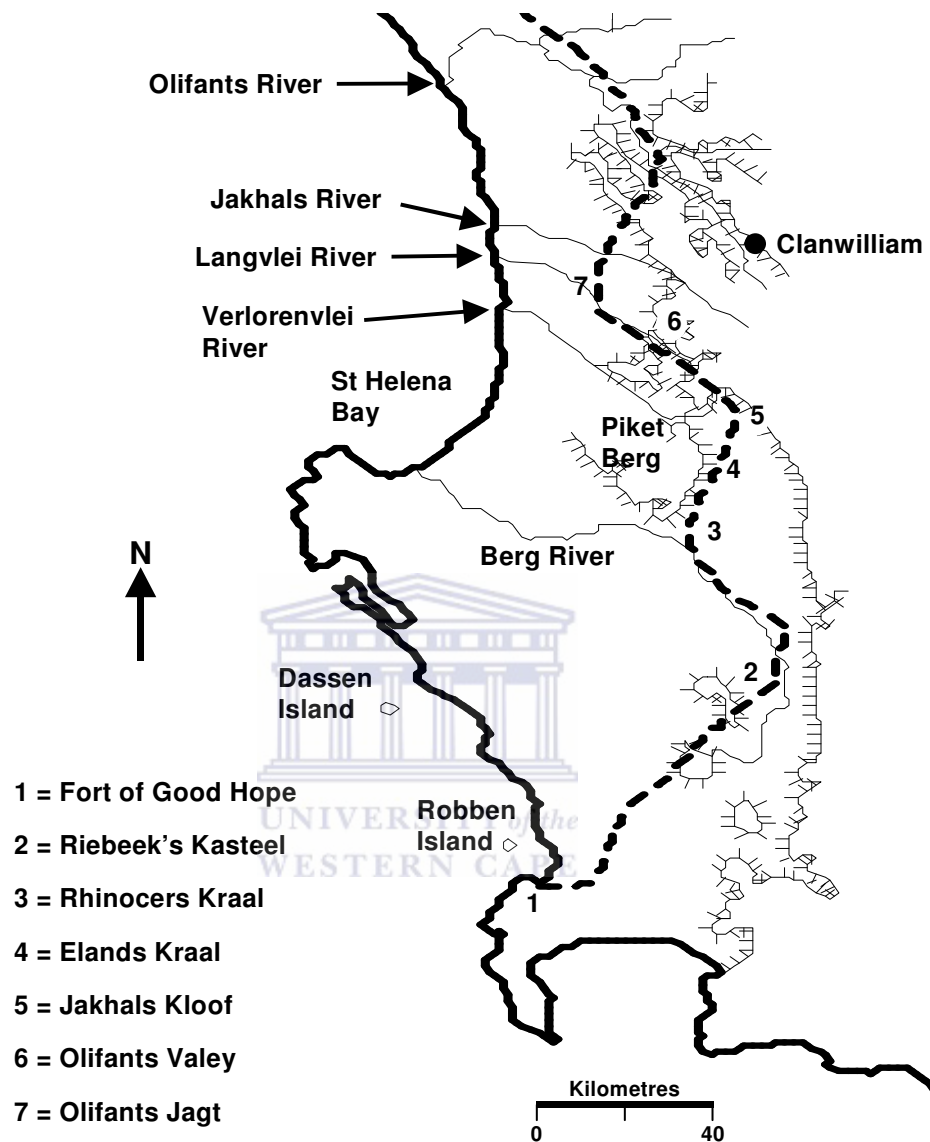 Olifants River
Jakhals River
Langvlei River
Clanwilliam
7
6
Verlorenvlei
River
St Helena
Bay
5
Piket
Berg
4
3
N
Berg River
2
Dassen
Island
1 = Fort of Good Hope
Robben
Island
UNIVERSITY of the
2 = Riebeek's Kasteel
WESTERN CAPE
3 = Rhinocers Kraal
1
4 = Elands Kraal
5 = Jakhals Kloof
6 = Olifants Valey
7 = Olifants Jagt
Kilometres
0 40